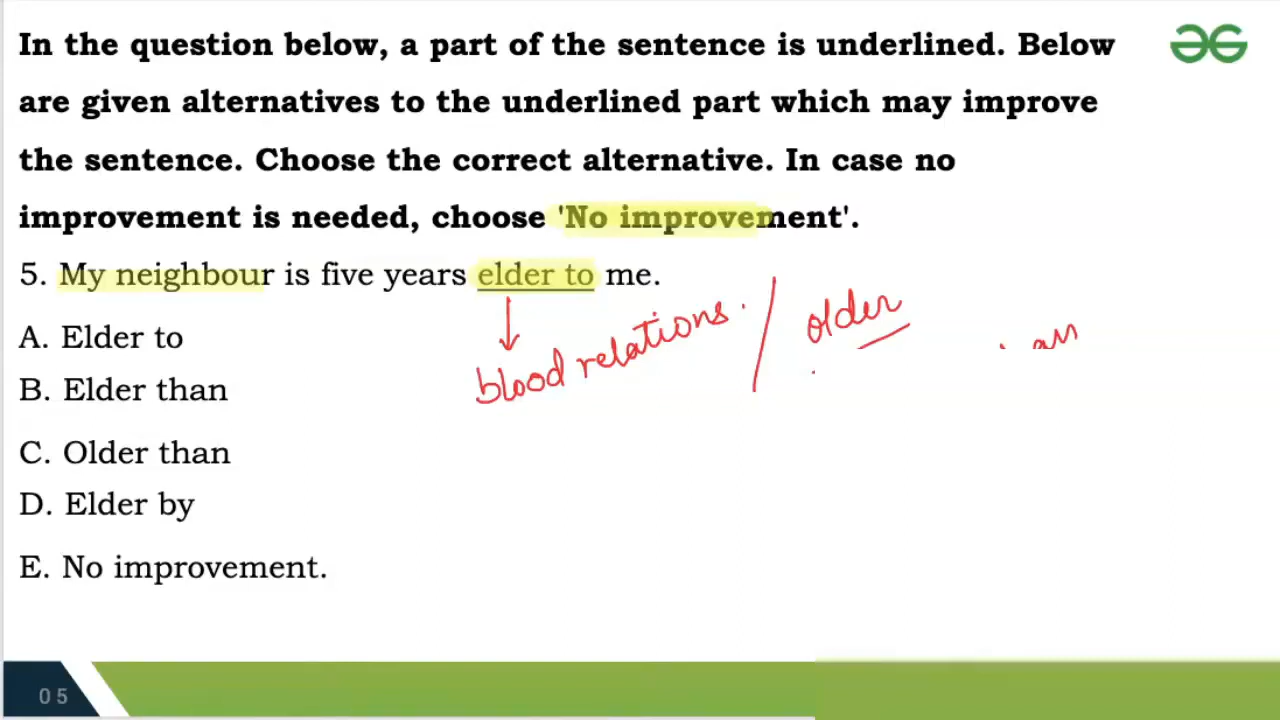 In the question below, a part of the sentence is underlined. Below
are given alternatives to the underlined part which may improve
the sentence. Choose the correct alternative. In case no
improvement is needed, choose 'No improvement'.
5. My neighbour is five years elder to me.
A. Elder to
B. Elder than
C. Older than
D. Elder by
E. No improvement.
blood relations.
older
05